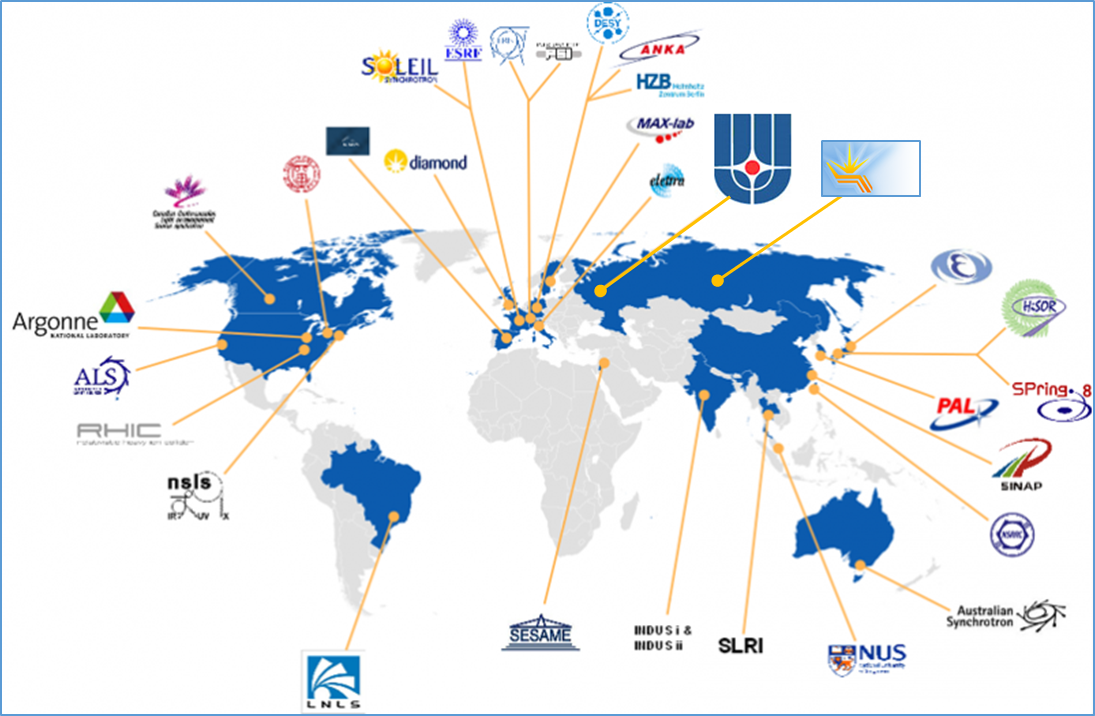 DESY
ESRF
ANKA
SOLEIL
SYNCHROTRON
HZB Helmholtz
Zentrum Berlin
MAX-lab
diamond
elettra
HiSOR
Argonne
NATIONAL LABORATORY
SPring-8
ALS
PAL
RHIC
SINAP
nsls
IR UV X
NSRRC
Australian
Synchrotron
SESAME
INDUS i &
INDUS ii
SLRI
NUS
LNLS